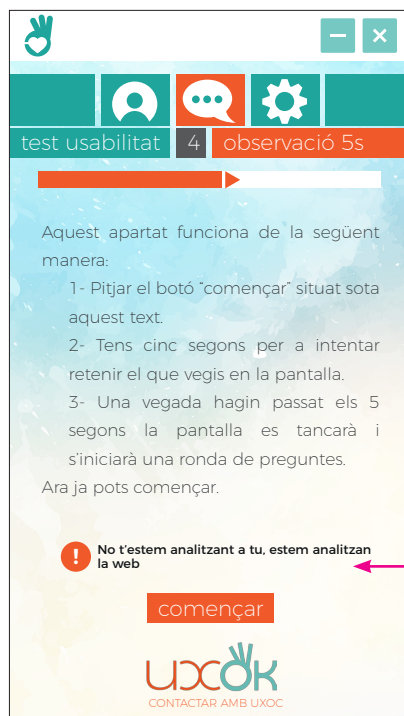 test usabilitat 4 observació 5s
Aquest apartat funciona de la següent
manera:
1- Pitjar el botó “començar” situat sota
aquest text.
2- Tens cinc segons per a intentar
retenir el que vegis en la pantalla.
3- Una vegada hagin passat els 5
segons la pantalla es tancarà i
s’iniciarà una ronda de preguntes.
Ara ja pots començar.
! No t’estem analitzant a tu, estem analitzan
la web
començar
UXOK
CONTACTAR AMB UXOC